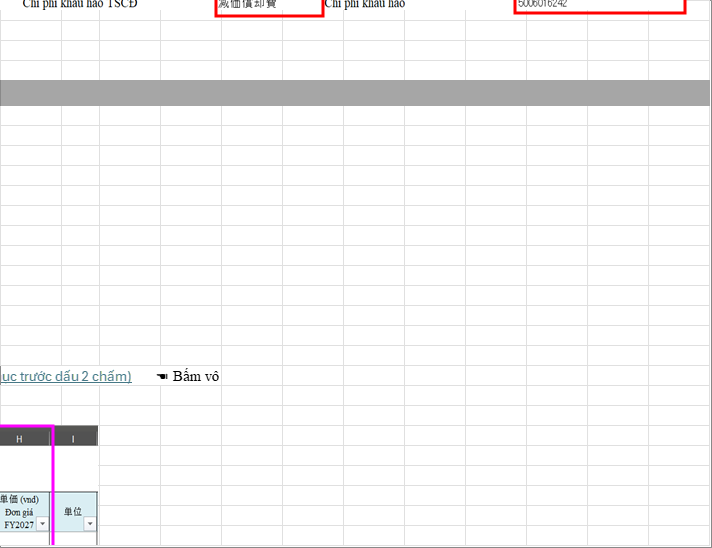 Chi phí khấu hao TSCĐ 減価償却費 Chi phí khấu hao 5006016242
ục trước dấu 2 chấm) ☚ Bấm vô
H I
単価 (vnd)
Đơn giá
FY2027
単位